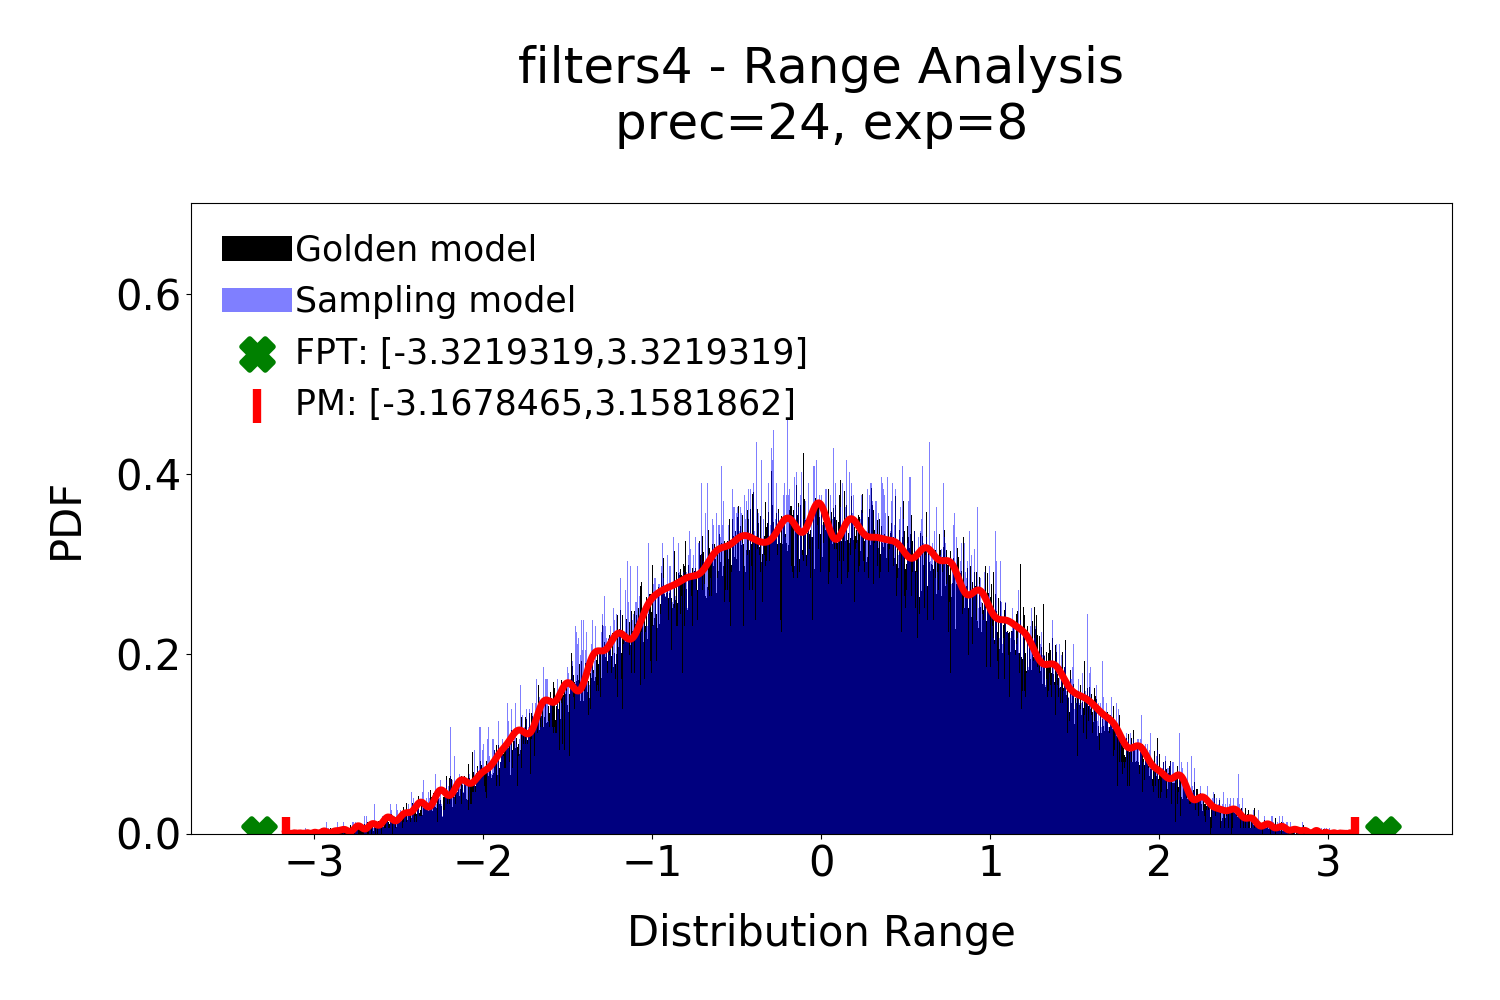 filters4 - Range Analysis
prec=24, exp=8
Golden model
Sampling model
FPT: [-3.3219319,3.3219319]
PM: [-3.1678465,3.1581862]
PDF
0.6
0.4
0.2
0.0
−3 −2 −1 0 1 2 3
Distribution Range